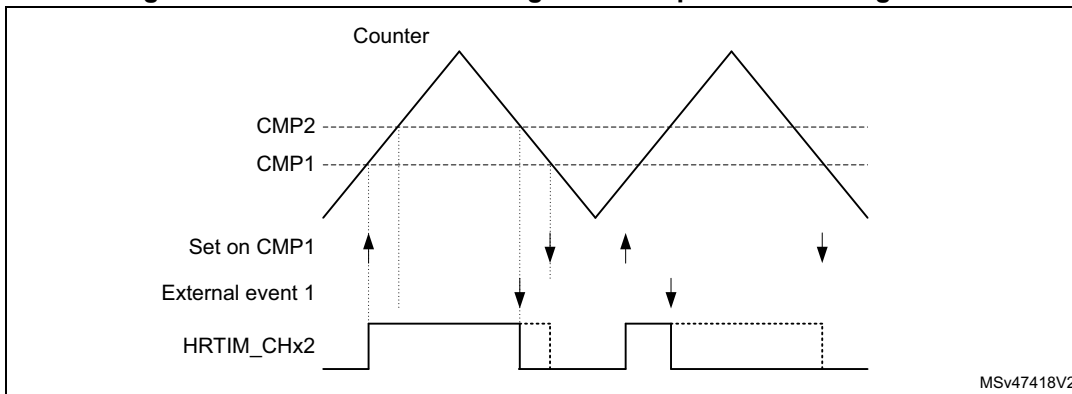 Counter
CMP2
CMP1
Set on CMP1
External event 1
HRTIM_CHx2
MSv47418V2